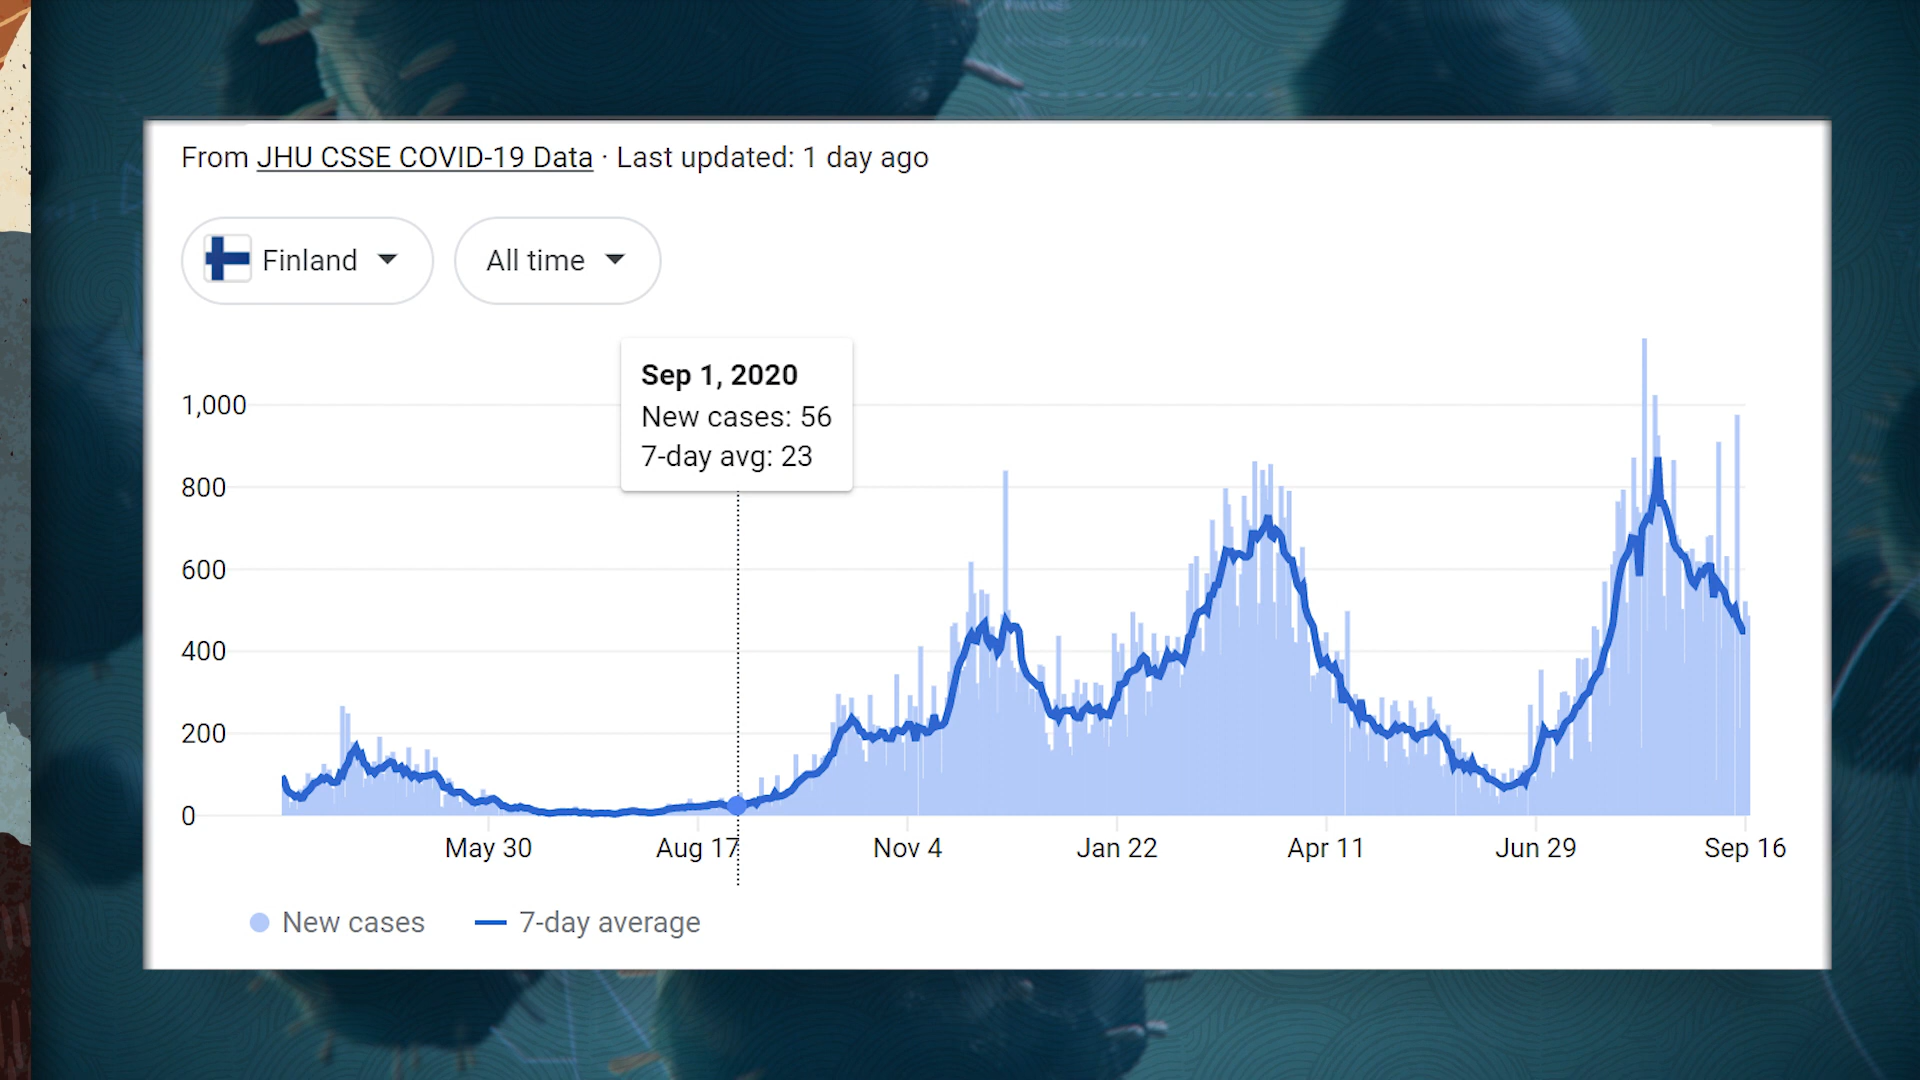 From JHU CSSE COVID-19 Data · Last updated: 1 day ago
Finland
All time
Sep 1, 2020
New cases: 56
7-day avg: 23
1,000
800
600
400
200
0
May 30
Aug 17
Nov 4
Jan 22
Apr 11
Jun 29
Sep 16
New cases
7-day average